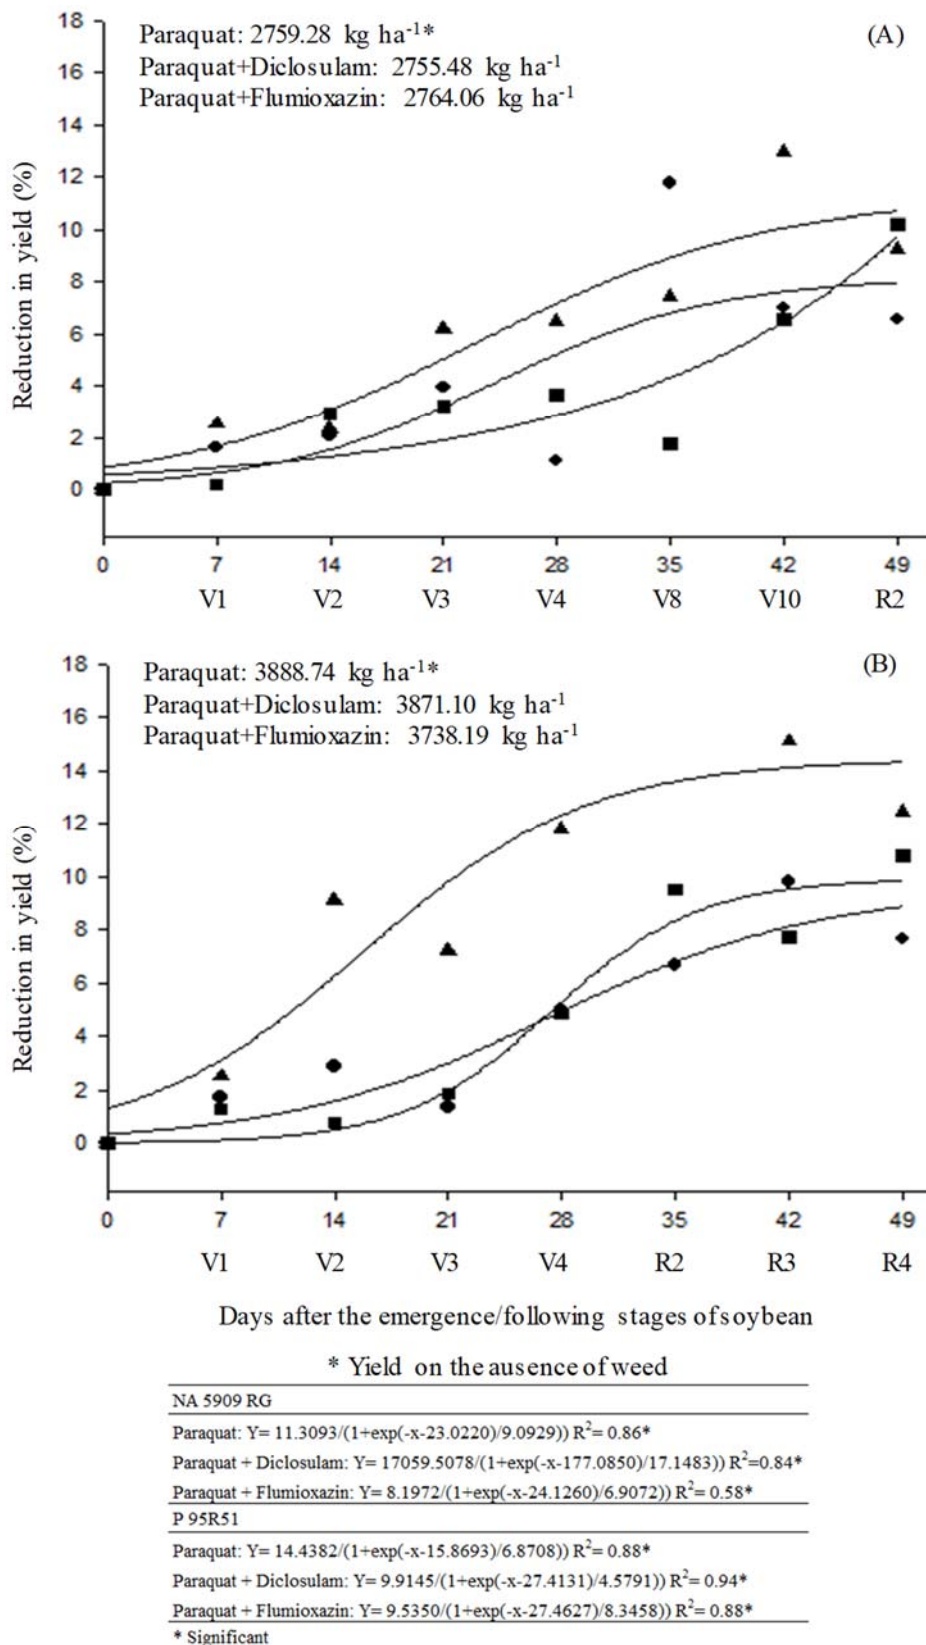 Paraquat: 2759.28 kg ha-1* (A)
Paraquat+Diclosulam: 2755.48 kg ha-1
Paraquat+Flumioxazin: 2764.06 kg ha-1
Reduction in yield (%)
18
16
14
12
10
8
6
4
2
0
0 7 14 21 28 35 42 49
V1 V2 V3 V4 V8 V10 R2
Paraquat: 3888.74 kg ha-1* (B)
Paraquat+Diclosulam: 3871.10 kg ha-1
Paraquat+Flumioxazin: 3738.19 kg ha-1
Reduction in yield (%)
18
16
14
12
10
8
6
4
2
0
0 7 14 21 28 35 42 49
V1 V2 V3 V4 R2 R3 R4
Days after the emergence/following stages of soybean
* Yield on the absence of weed
NA 5909 RG
Paraquat: Y= 11.3093/(1+exp(-x-23.0220)/9.0929)) R2= 0.86*
Paraquat + Diclosulam: Y= 17059.5078/(1+exp(-x-177.0850)/17.1483)) R2=0.84*
Paraquat + Flumioxazin: Y= 8.1972/(1+exp(-x-24.1260)/6.9072)) R2= 0.58*
P 95R51
Paraquat: Y= 14.4382/(1+exp(-x-15.8693)/6.8708)) R2= 0.88*
Paraquat + Diclosulam: Y= 9.9145/(1+exp(-x-27.4131)/4.5791)) R2= 0.94*
Paraquat + Flumioxazin: Y= 9.5350/(1+exp(-x-27.4627)/8.3458)) R2= 0.88*
* Significant